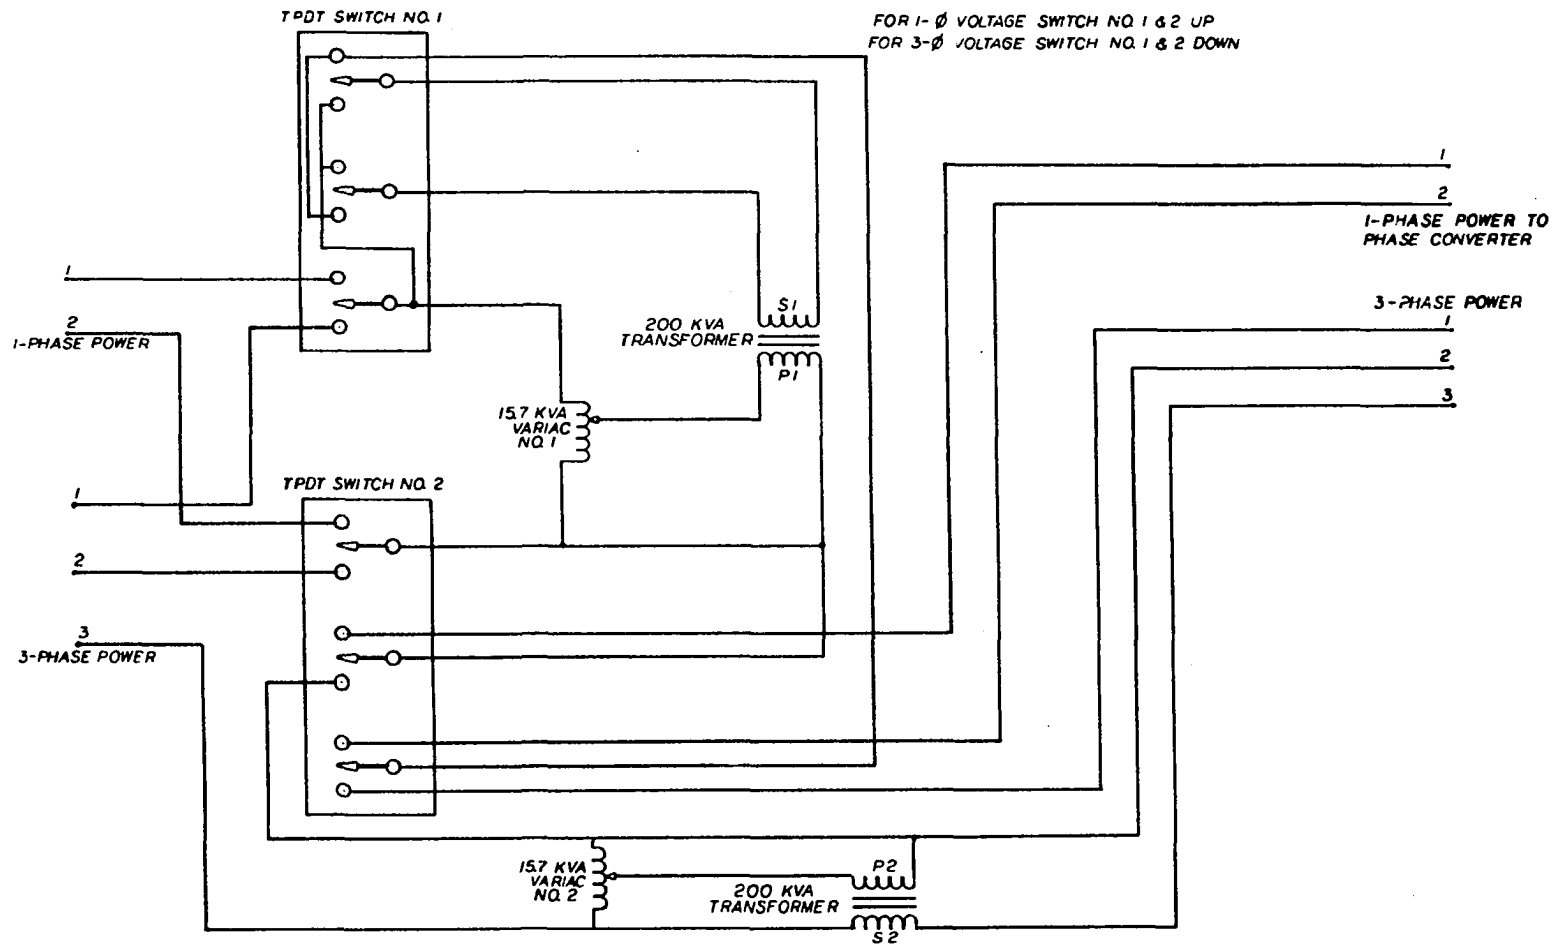 TPDT SWITCH NO. 1
FOR 1-Ø VOLTAGE SWITCH NO. 1 & 2 UP
FOR 3-Ø VOLTAGE SWITCH NO. 1 & 2 DOWN
1
2
1-PHASE POWER TO
PHASE CONVERTER
1
2
1-PHASE POWER
S1
200 KVA
TRANSFORMER
P1
3-PHASE POWER
1
2
3
15.7 KVA
VARIAC
NO. 1
TPDT SWITCH NO. 2
1
2
3
3-PHASE POWER
15.7 KVA
VARIAC
NO. 2
P2
200 KVA
TRANSFORMER
S2